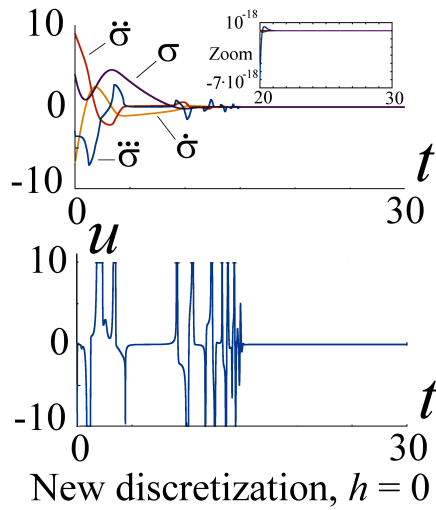 10
σ̈
σ
10⁻¹⁸
Zoom
-7·10⁻¹⁸
20
30
0
σ⃛
σ̇
-10
t
0
30
u
10
0
-10
t
0
30
New discretization, h = 0